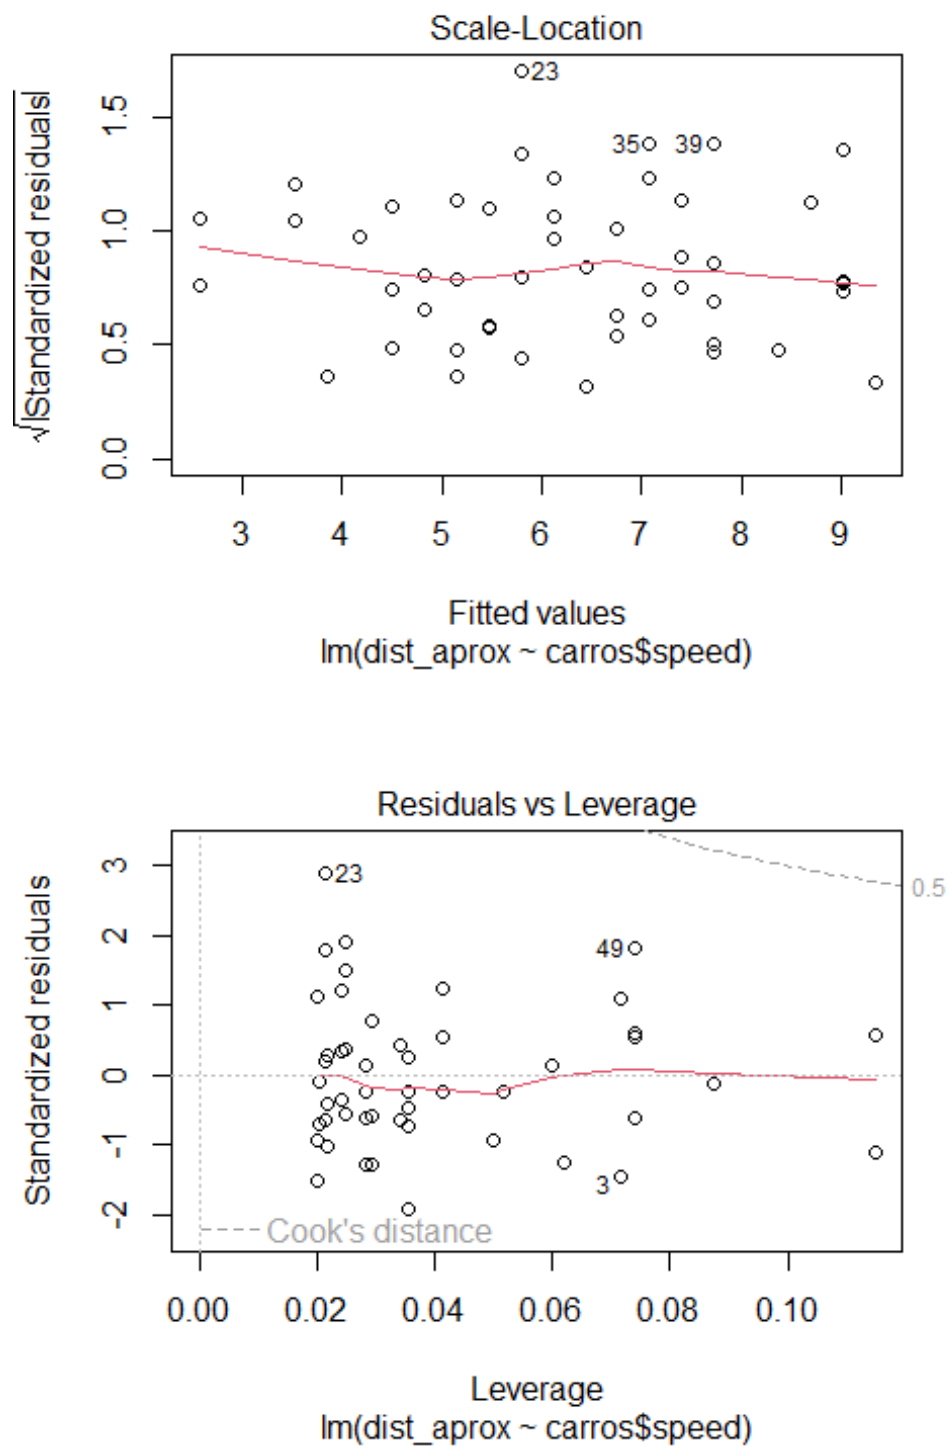 Scale-Location
√|Standardized residuals|
1.5
1.0
0.5
0.0
23
35
39
3 4 5 6 7 8 9
Fitted values
lm(dist_aprox ~ carros$speed)
Residuals vs Leverage
Standardized residuals
3
2
1
0
-1
-2
23
49
3
0.5
Cook's distance
0.00 0.02 0.04 0.06 0.08 0.10
Leverage
lm(dist_aprox ~ carros$speed)